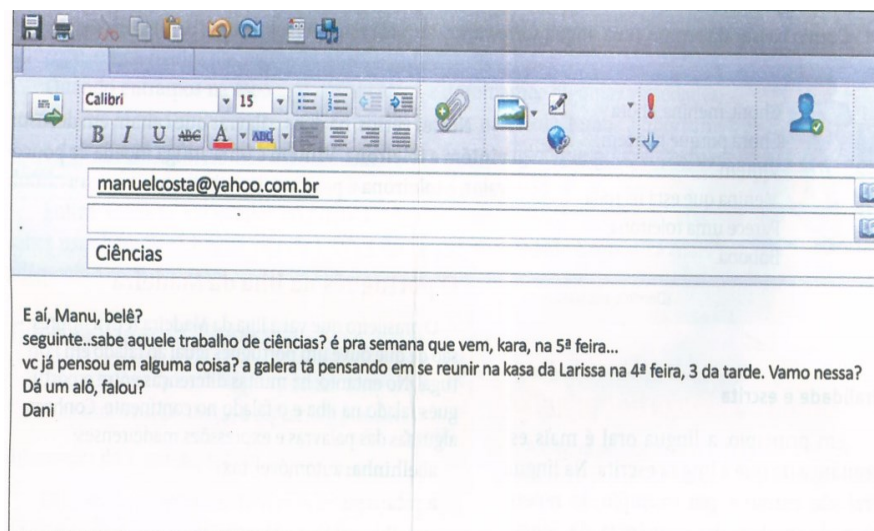 Calibri 15
B I U ABC A ABC
manuelcosta@yahoo.com.br
Ciências
E aí, Manu, belê?
seguinte..sabe aquele trabalho de ciências? é pra semana que vem, kara, na 5ª feira...
vc já pensou em alguma coisa? a galera tá pensando em se reunir na kasa da Larissa na 4ª feira, 3 da tarde. Vamo nessa?
Dá um alô, falou?
Dani